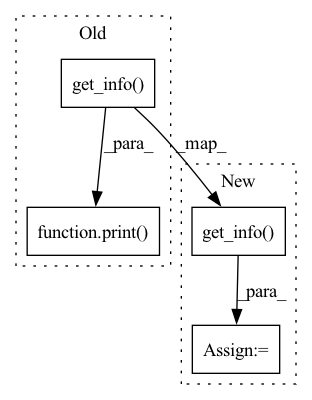 Old
get_info()
_para_
_map_
New
function.print()
get_info()
_para_
Assign:=